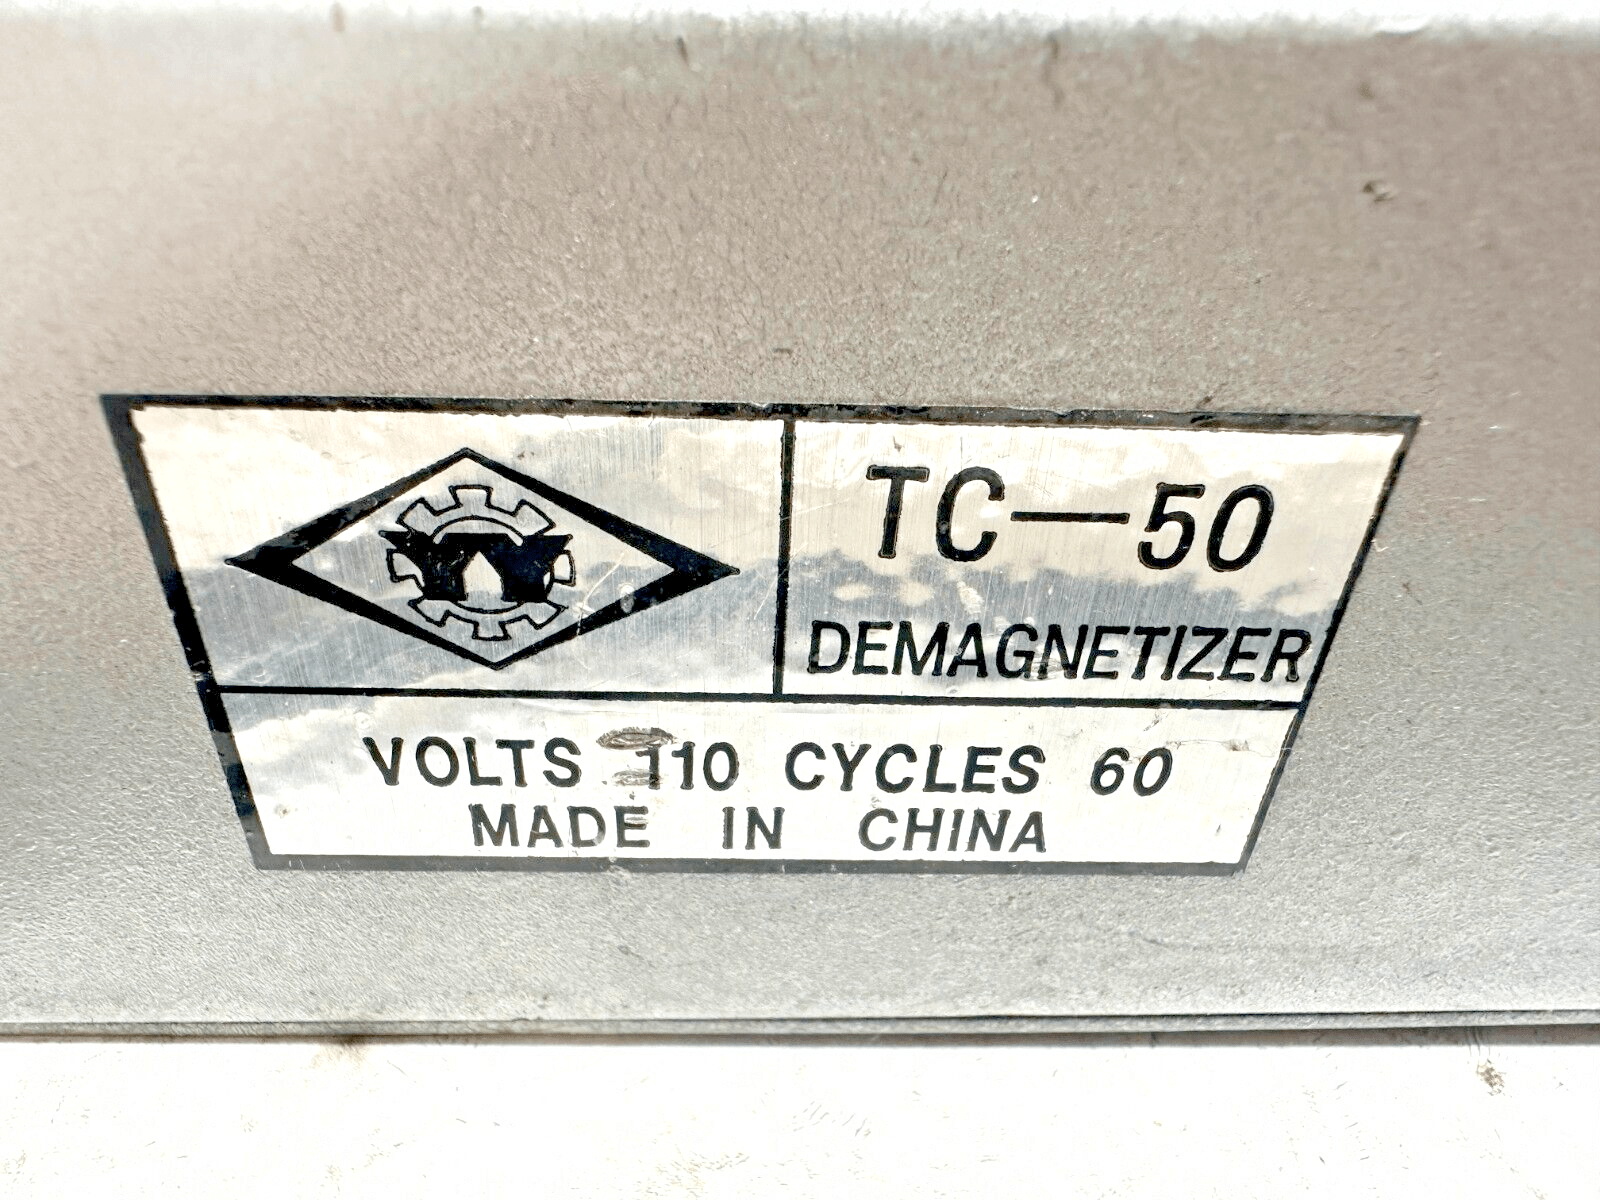 TC—50
DEMAGNETIZER
VOLTS 110 CYCLES 60
MADE IN CHINA